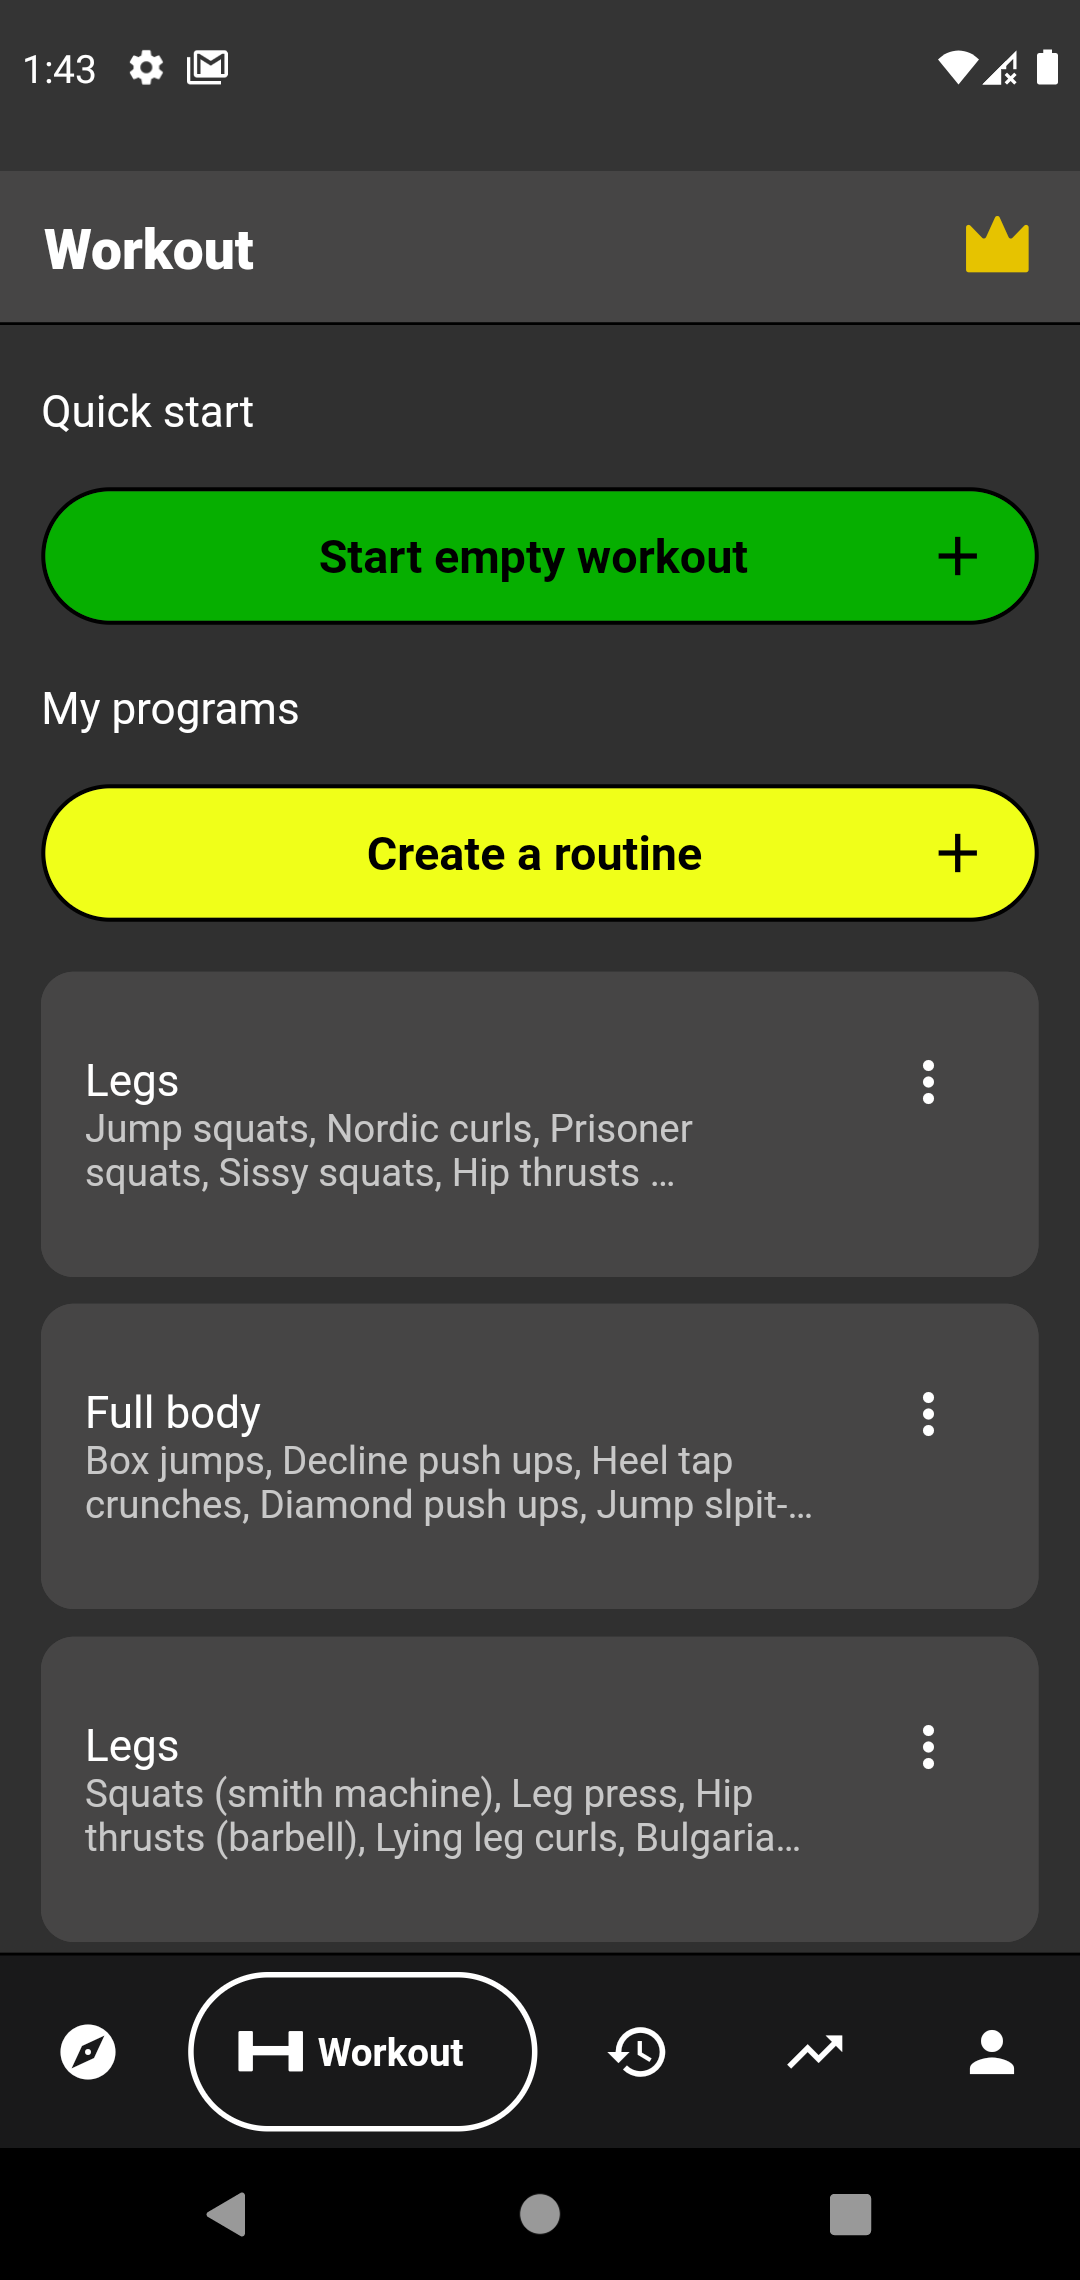 1:43
Workout
Quick start
Start empty workout
My programs
Create a routine
Legs
Jump squats, Nordic curls, Prisoner
squats, Sissy squats, Hip thrusts ...
Full body
Box jumps, Decline push ups, Heel tap
crunches, Diamond push ups, Jump slpit-...
Legs
Squats (smith machine), Leg press, Hip
thrusts (barbell), Lying leg curls, Bulgaria...
Workout